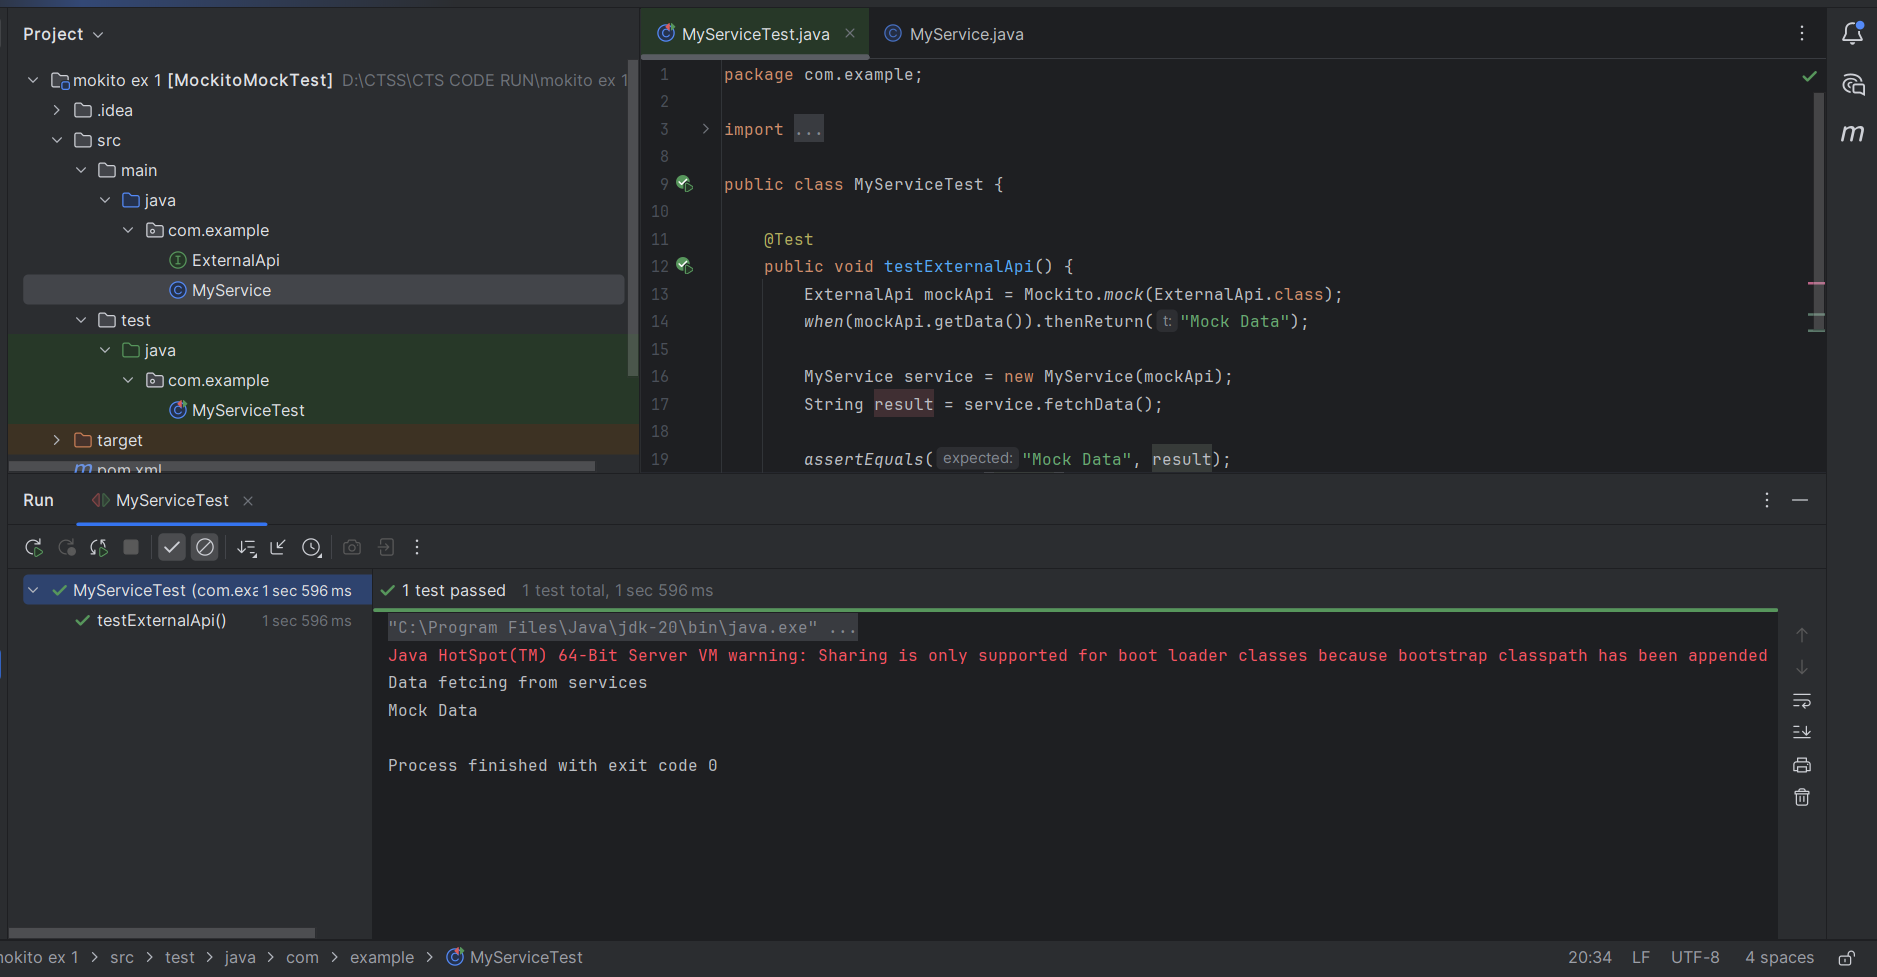 Project
mokito ex 1 [MockitoMockTest] D:\CTSS\CTS CODE RUN\mokito ex 1
.idea
src
main
java
com.example
ExternalApi
MyService
test
java
com.example
MyServiceTest
target
pom.xml
MyServiceTest.java
MyService.java
1 package com.example;
2
3 import ...
8
9 public class MyServiceTest {
10
11 @Test
12 public void testExternalApi() {
13 ExternalApi mockApi = Mockito.mock(ExternalApi.class);
14 when(mockApi.getData()).thenReturn( t: "Mock Data");
15
16 MyService service = new MyService(mockApi);
17 String result = service.fetchData();
18
19 assertEquals( expected: "Mock Data", result);
Run MyServiceTest
MyServiceTest (com.exa 1 sec 596 ms
testExternalApi() 1 sec 596 ms
1 test passed 1 test total, 1 sec 596 ms
"C:\Program Files\Java\jdk-20\bin\java.exe" ...
Java HotSpot(TM) 64-Bit Server VM warning: Sharing is only supported for boot loader classes because bootstrap classpath has been appended
Data fetcing from services
Mock Data
Process finished with exit code 0
nokito ex 1 > src > test > java > com > example > MyServiceTest
20:34 LF UTF-8 4 spaces